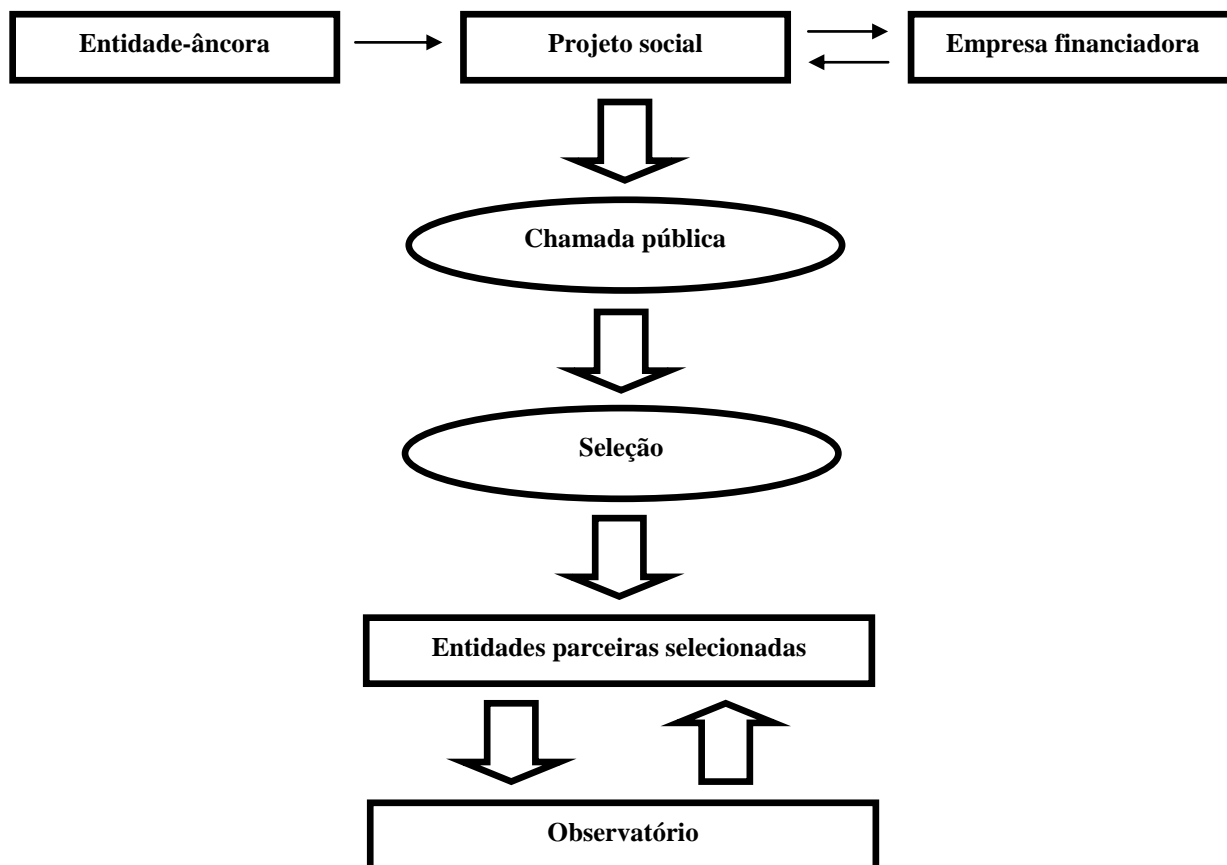 Entidade-âncora
Projeto social
Empresa financiadora
Chamada pública
Seleção
Entidades parceiras selecionadas
Observatório